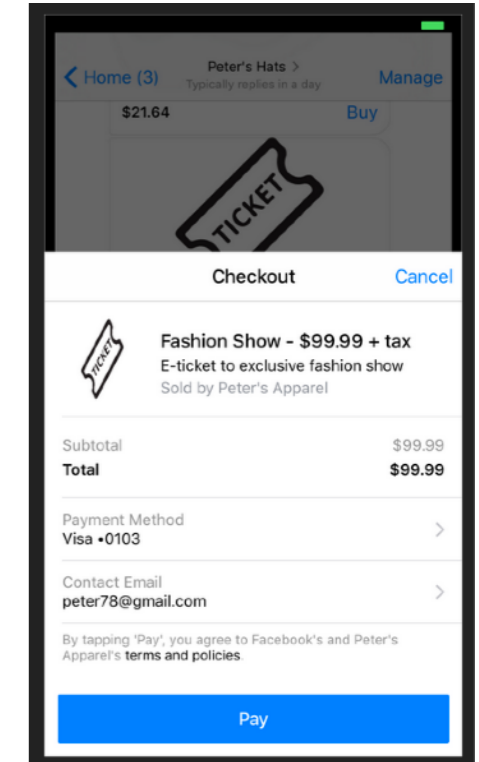 Peter's Hats >
Home (3)
Typically replies in a day
Manage
$21.64
Buy
TICKET
Checkout
Cancel
TICKET
Fashion Show - $99.99 + tax
E-ticket to exclusive fashion show
Sold by Peter's Apparel
Subtotal
$99.99
Total
$99.99
Payment Method
Visa •0103
Contact Email
peter78@gmail.com
By tapping 'Pay', you agree to Facebook's and Peter's
Apparel's terms and policies.
Pay